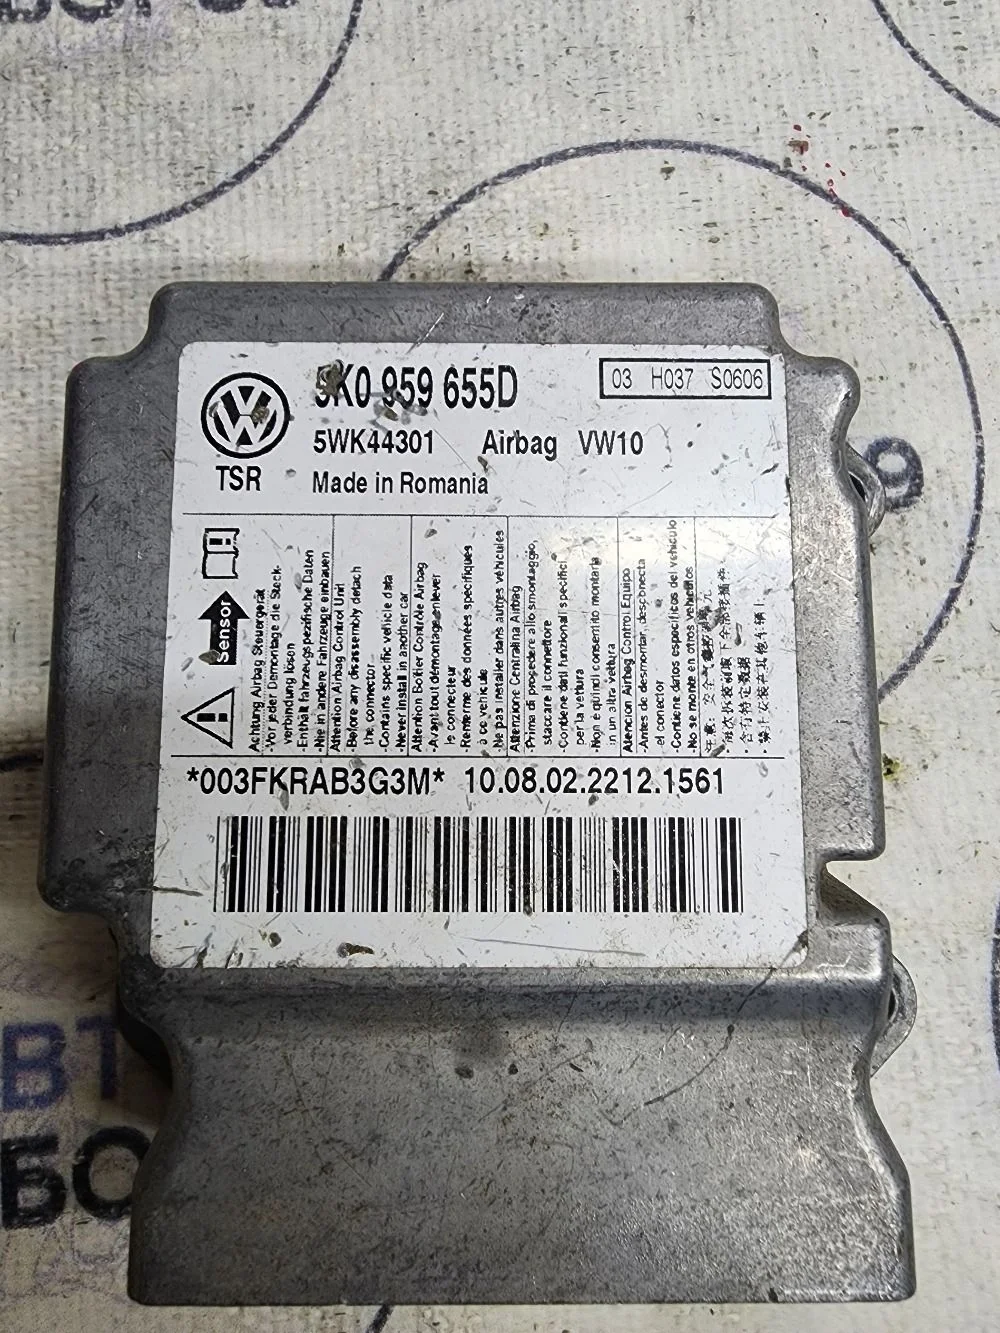 5K0 959 655D
03 H037 S0606
5WK44301 Airbag VW10
TSR
Made in Romania
Sensor
Achtung Airbag Steuergerät
-Vor jeder Demontage die Steck-
verbindung lösen
-Enthält fahrzeugspezifische Daten
-Nie in andere Fahrzeuge einbauen
Attention Airbag Control Unit
-Before any disassembly detach
the connector
-Contains specific vehicle data
-Never install in another car
Attention Boîtier Contrôle Airbag
-Avant tout démontage enlever
le connecteur
-Renferme des données spécifiques
à ce véhicule
-Ne pas installer dans autres véhicules
Attenzione Centralina Airbag
-Prima di procedere allo smontaggio,
staccare il connettore
-Contiene dati funzionali specifici
per la vettura
-Non è quindi consentito montarla
in un'altra vettura
Atencion Airbag Control Equipo
-Antes de desmontar, desconecta
el conector
-Contiene datos específicos del vehículo
-No se monte en otros vehículos
*003FKRAB3G3M* 10.08.02.2212.1561